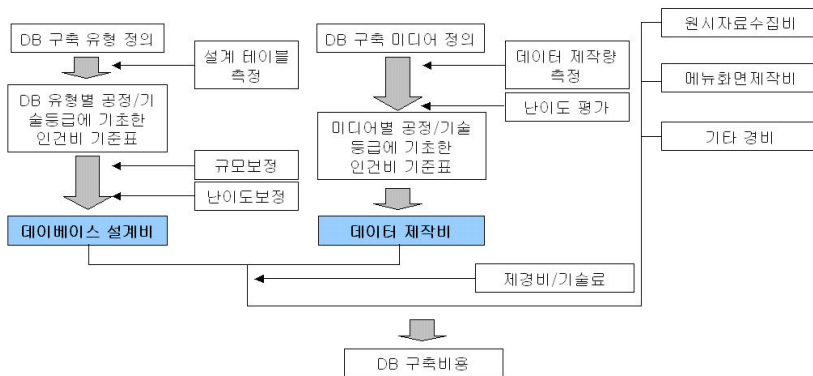 DB 구축 유형 정의
설계 테이블
측정
DB 유형별 공정/기
술등급에 기초한
인건비 기준표
규모보정
난이도보정
데이터베이스 설계비
DB 구축 미디어 정의
데이터 제작량
측정
난이도 평가
미디어별 공정/기술
등급에 기초한
인건비 기준표
데이터 제작비
원시자료수집비
메뉴화면제작비
기타 경비
제경비/기술료
DB 구축비용